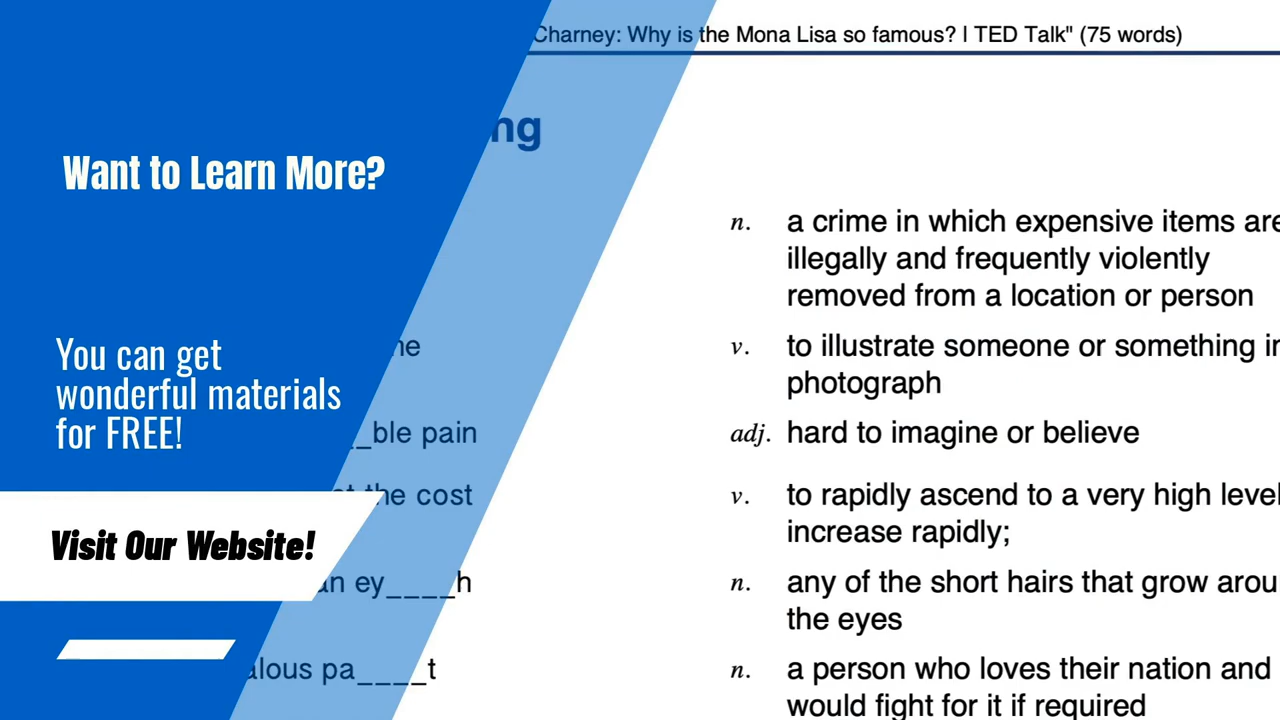 Charney: Why is the Mona Lisa so famous? | TED Talk" (75 words)
ng
Want to Learn More?
You can get
wonderful materials
for FREE!
Visit Our Website!
ne
_ble pain
the cost
an ey____h
alous pa____t
n. a crime in which expensive items are
illegally and frequently violently
removed from a location or person
v. to illustrate someone or something in
photograph
adj. hard to imagine or believe
v. to rapidly ascend to a very high level
increase rapidly;
n. any of the short hairs that grow arou
the eyes
n. a person who loves their nation and
would fight for it if required